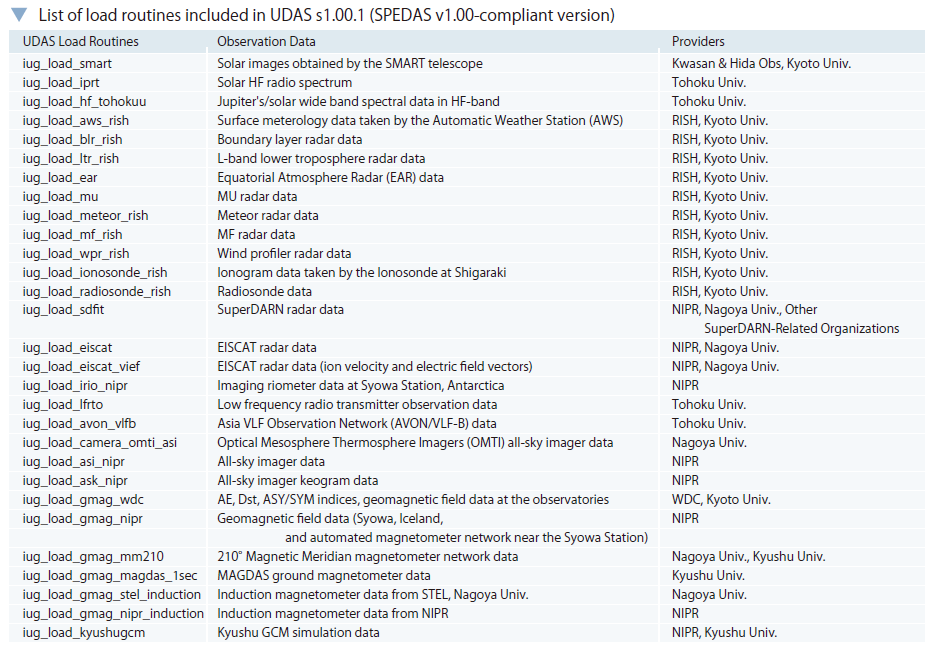 ▼ List of load routines included in UDAS s1.00.1 (SPEDAS v1.00-compliant version)
UDAS Load Routines Observation Data Providers
iug_load_smart Solar images obtained by the SMART telescope Kwasan & Hida Obs, Kyoto Univ.
iug_load_iprt Solar HF radio spectrum Tohoku Univ.
iug_load_hf_tohokuu Jupiter's/solar wide band spectral data in HF-band Tohoku Univ.
iug_load_aws_rish Surface meterology data taken by the Automatic Weather Station (AWS) RISH, Kyoto Univ.
iug_load_blr_rish Boundary layer radar data RISH, Kyoto Univ.
iug_load_ltr_rish L-band lower troposphere radar data RISH, Kyoto Univ.
iug_load_ear Equatorial Atmosphere Radar (EAR) data RISH, Kyoto Univ.
iug_load_mu MU radar data RISH, Kyoto Univ.
iug_load_meteor_rish Meteor radar data RISH, Kyoto Univ.
iug_load_mf_rish MF radar data RISH, Kyoto Univ.
iug_load_wpr_rish Wind profiler radar data RISH, Kyoto Univ.
iug_load_ionosonde_rish Ionogram data taken by the Ionosonde at Shigaraki RISH, Kyoto Univ.
iug_load_radiosonde_rish Radiosonde data RISH, Kyoto Univ.
iug_load_sdfit SuperDARN radar data NIPR, Nagoya Univ., Other
SuperDARN-Related Organizations
iug_load_eiscat EISCAT radar data NIPR, Nagoya Univ.
iug_load_eiscat_vief EISCAT radar data (ion velocity and electric field vectors) NIPR, Nagoya Univ.
iug_load_irio_nipr Imaging riometer data at Syowa Station, Antarctica NIPR
iug_load_lfrto Low frequency radio transmitter observation data Tohoku Univ.
iug_load_avon_vlfb Asia VLF Observation Network (AVON/VLF-B) data Tohoku Univ.
iug_load_camera_omti_asi Optical Mesosphere Thermosphere Imagers (OMTI) all-sky imager data Nagoya Univ.
iug_load_asi_nipr All-sky imager data NIPR
iug_load_ask_nipr All-sky imager keogram data NIPR
iug_load_gmag_wdc AE, Dst, ASY/SYM indices, geomagnetic field data at the observatories WDC, Kyoto Univ.
iug_load_gmag_nipr Geomagnetic field data (Syowa, Iceland, NIPR
and automated magnetometer network near the Syowa Station)
iug_load_gmag_mm210 210° Magnetic Meridian magnetometer network data Nagoya Univ., Kyushu Univ.
iug_load_gmag_magdas_1sec MAGDAS ground magnetometer data Kyushu Univ.
iug_load_gmag_stel_induction Induction magnetometer data from STEL, Nagoya Univ. Nagoya Univ.
iug_load_gmag_nipr_induction Induction magnetometer data from NIPR NIPR
iug_load_kyushugcm Kyushu GCM simulation data NIPR, Kyushu Univ.